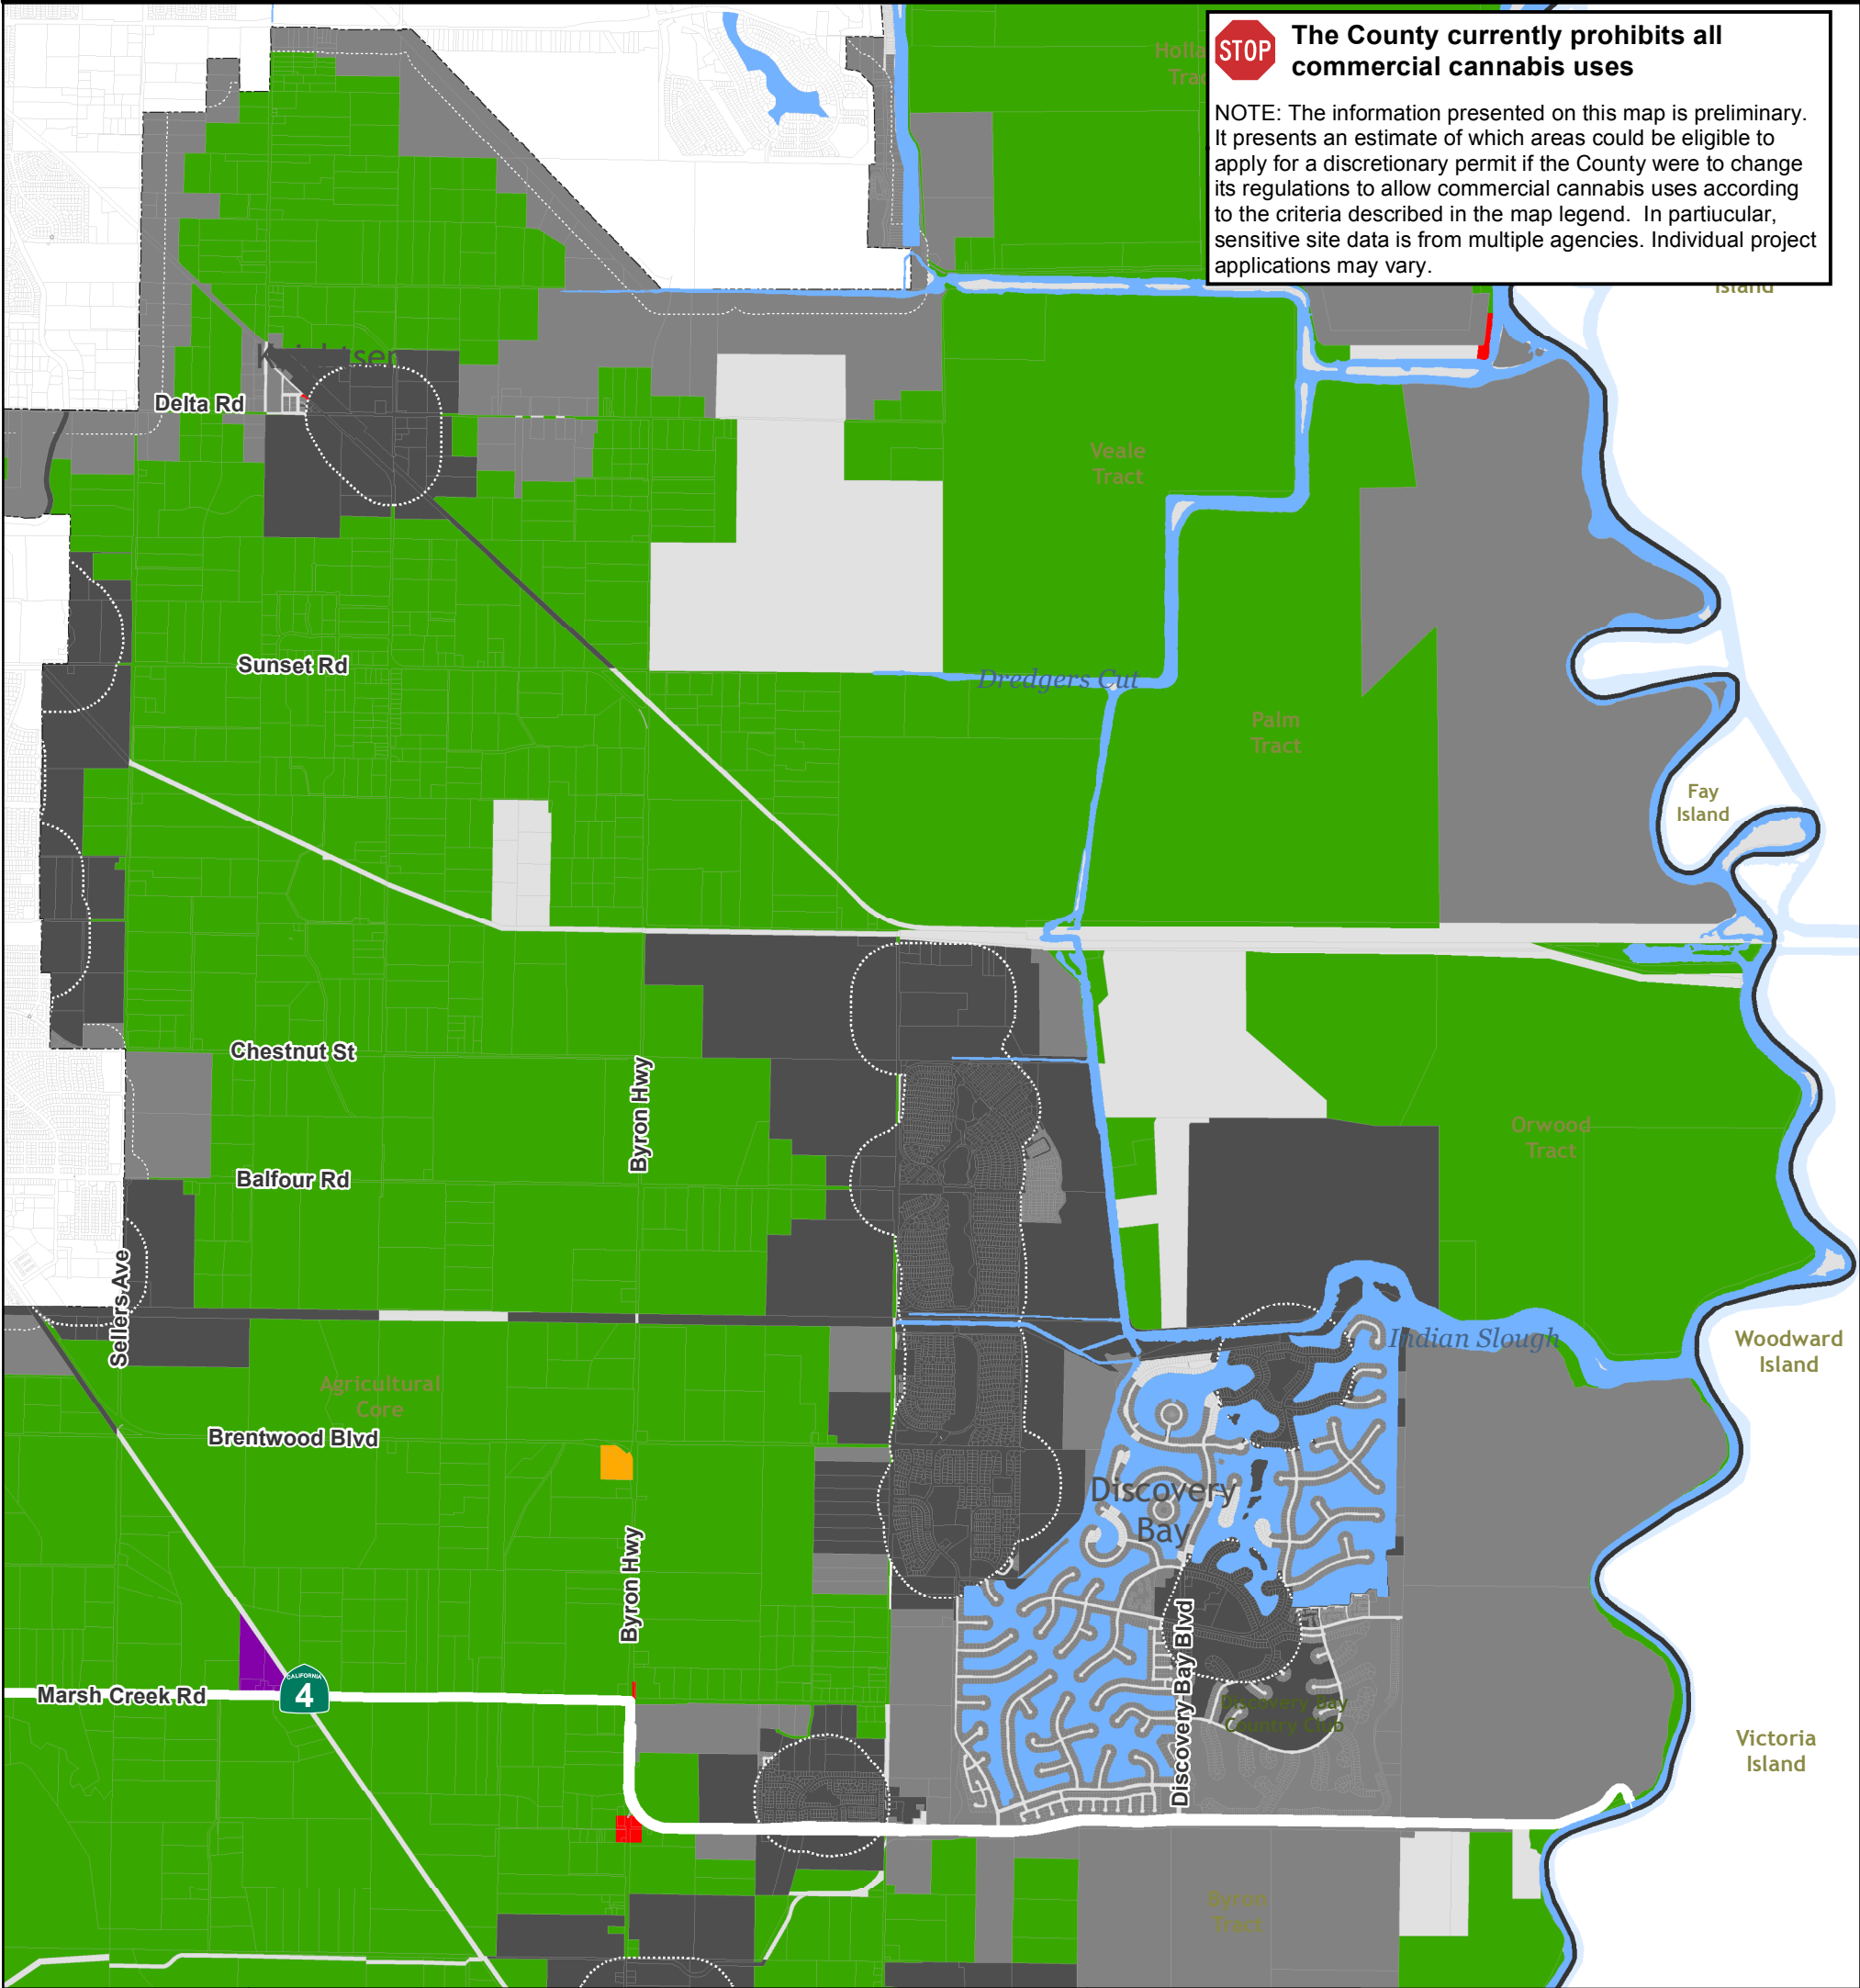 STOP
The County currently prohibits all
commercial cannabis uses
NOTE: The information presented on this map is preliminary.
It presents an estimate of which areas could be eligible to
apply for a discretionary permit if the County were to change
its regulations to allow commercial cannabis uses according
to the criteria described in the map legend. In partiucular,
sensitive site data is from multiple agencies. Individual project
applications may vary.
Island
Delta Rd
Veale
Tract
Sunset Rd
Dredgers Cut
Palm
Tract
Fay
Island
Chestnut St
Byron Hwy
Orwood
Tract
Balfour Rd
Sellers Ave
Indian Slough
Woodward
Island
Agricultural
Core
Brentwood Blvd
Discovery
Bay
Byron Hwy
Discovery Bay Blvd
Marsh Creek Rd
CALIFORNIA
4
Discovery Bay
Country Club
Victoria
Island
Byron
Tract